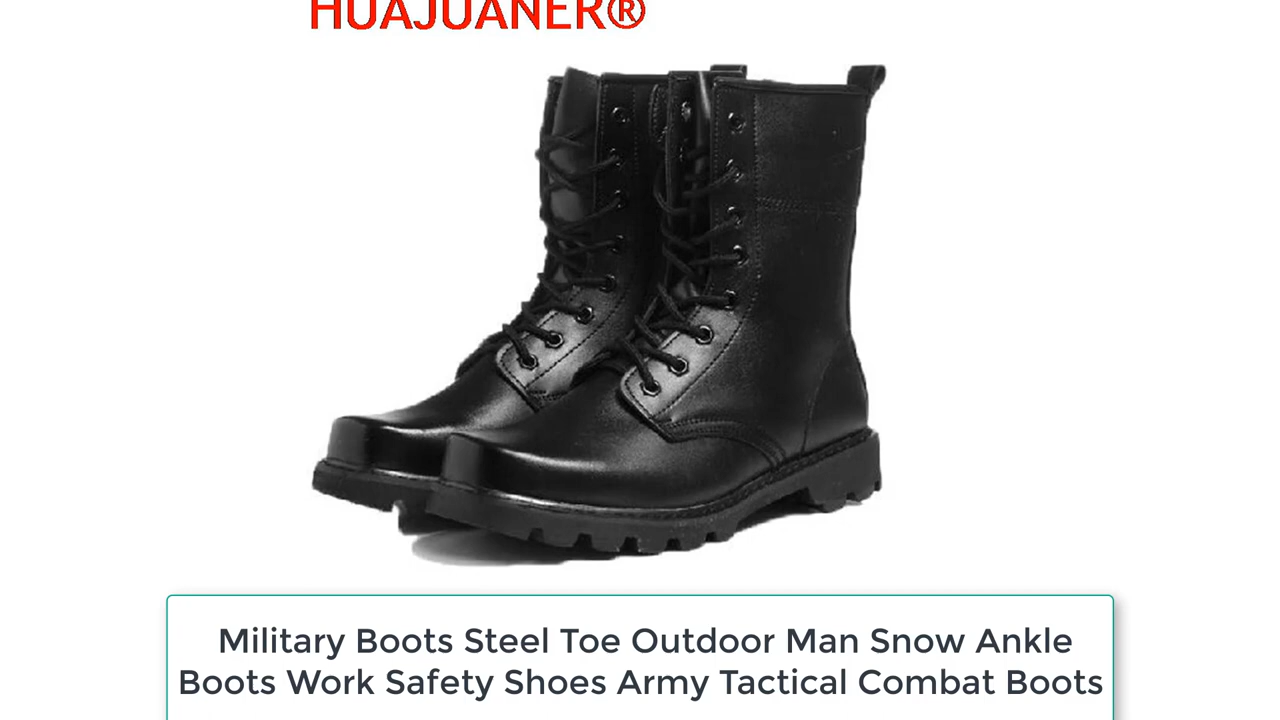 HUAJUANER®
Military Boots Steel Toe Outdoor Man Snow Ankle
Boots Work Safety Shoes Army Tactical Combat Boots